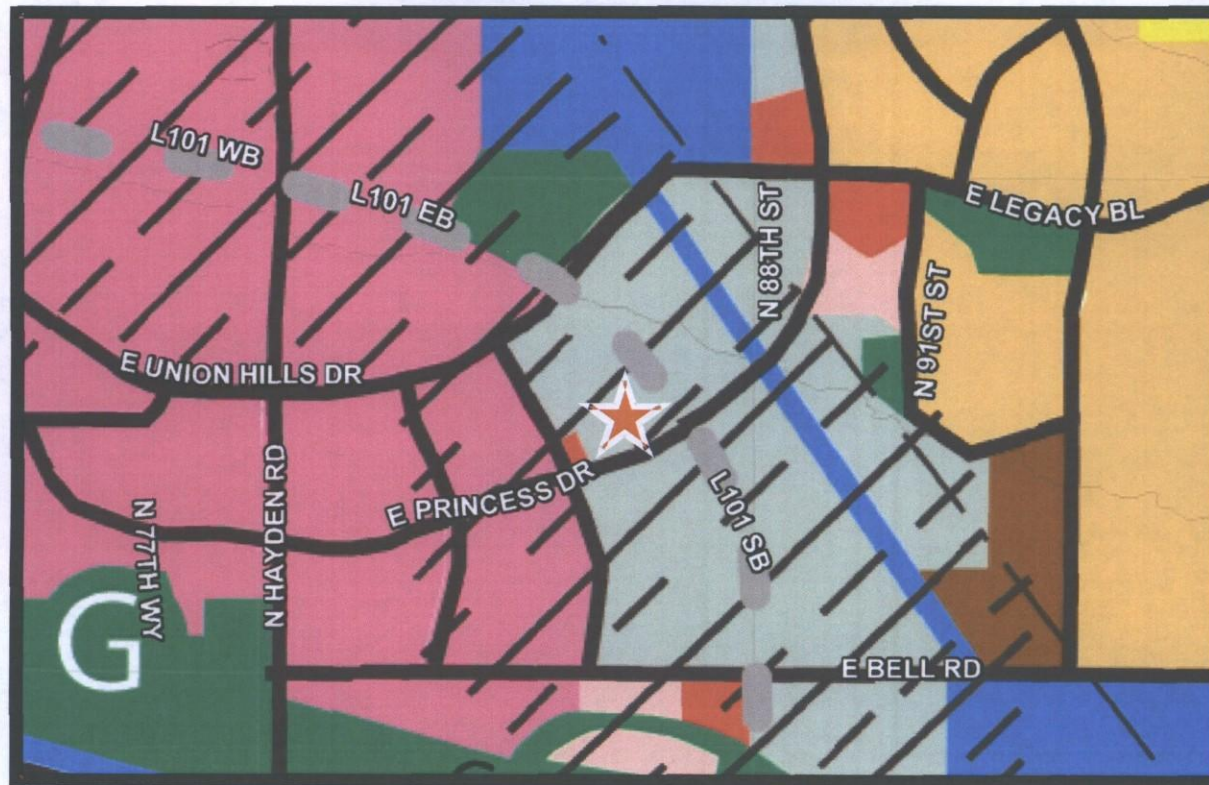 L101 WB
L101 EB
E LEGACY BL
N 88TH ST
N 91ST ST
E UNION HILLS DR
E PRINCESS DR
L101 SB
N 77TH WY
N HAYDEN RD
G
E BELL RD